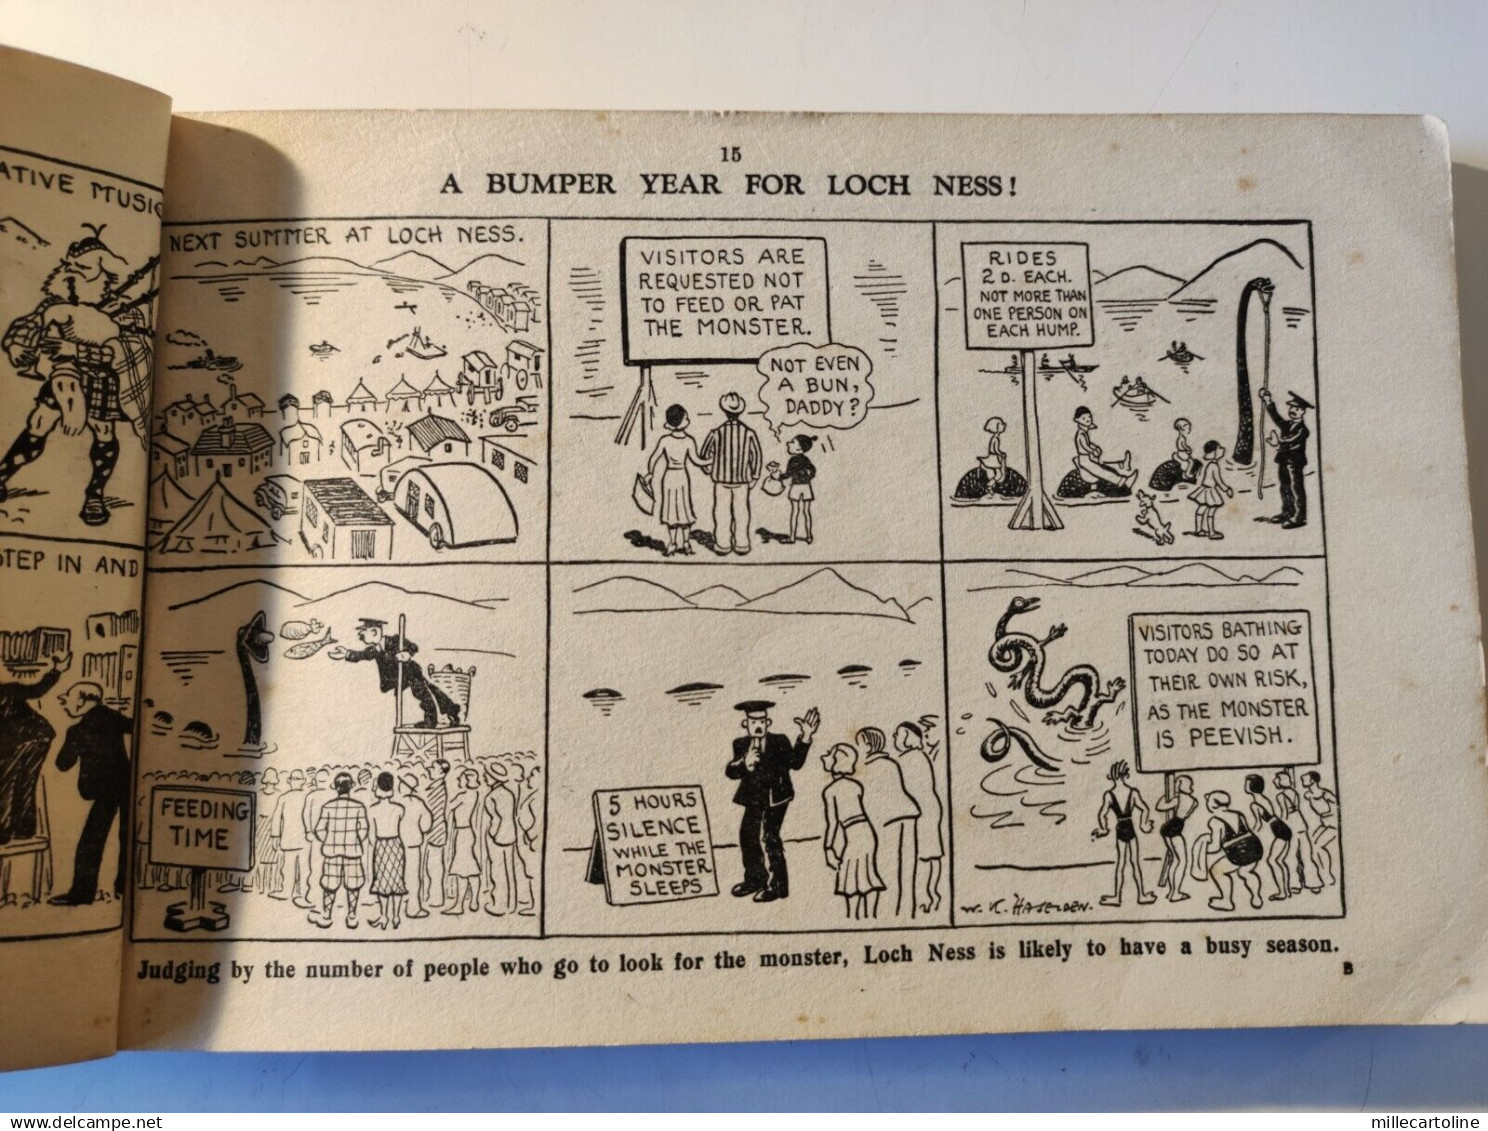 ATIVE MUSIC
STEP IN AND
15
A BUMPER YEAR FOR LOCH NESS!
NEXT SUMMER AT LOCH NESS.
VISITORS ARE
REQUESTED NOT
TO FEED OR PAT
THE MONSTER.
NOT EVEN
A BUN,
DADDY?
RIDES
2D. EACH.
NOT MORE THAN
ONE PERSON ON
EACH HUMP.
FEEDING
TIME
5 HOURS
SILENCE
WHILE THE
MONSTER
SLEEPS
VISITORS BATHING
TODAY DO SO AT
THEIR OWN RISK,
AS THE MONSTER
IS PEEVISH.
W. K. HASELDEN.
Judging by the number of people who go to look for the monster, Loch Ness is likely to have a busy season.
B
millecartoline